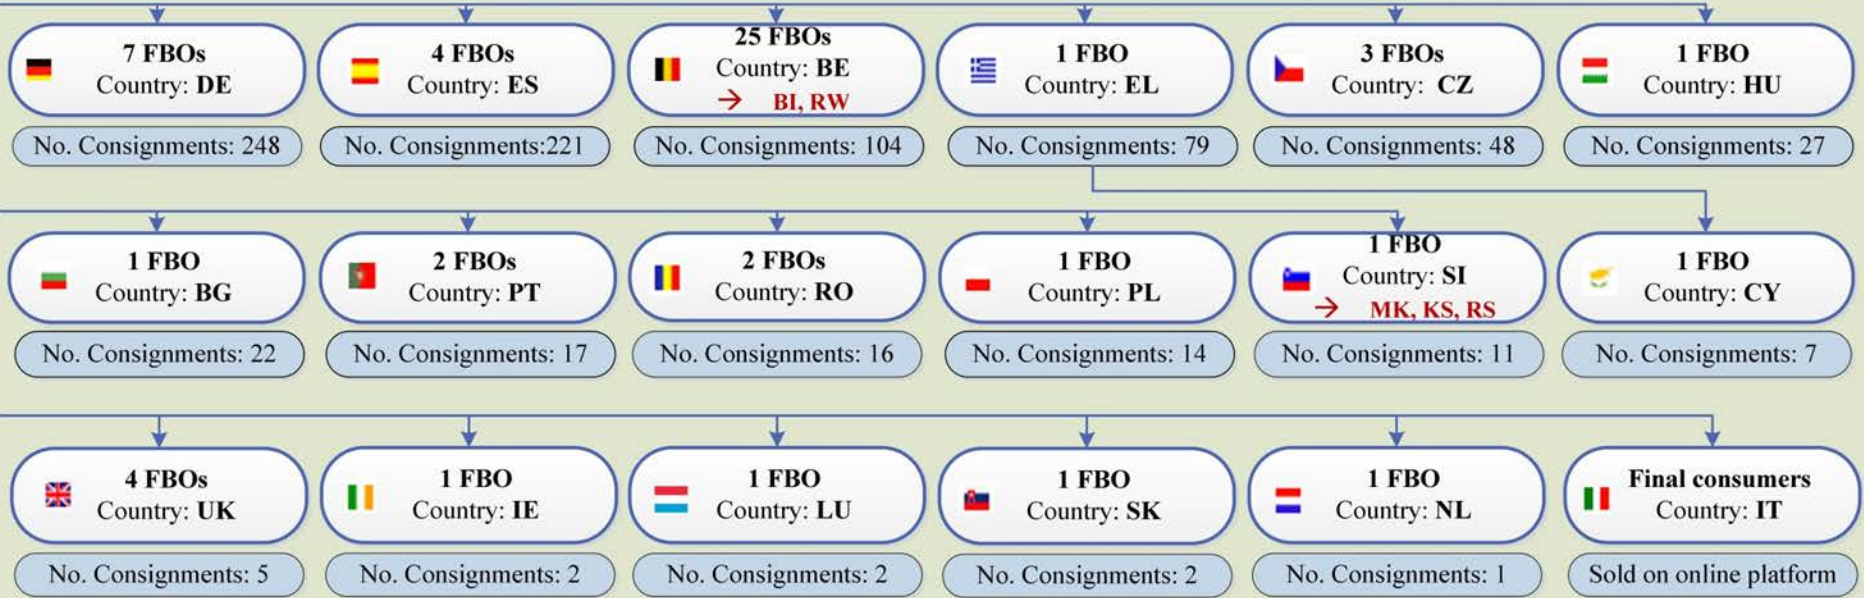 7 FBOs
Country: DE
No. Consignments: 248
4 FBOs
Country: ES
No. Consignments:221
25 FBOs
Country: BE
→ BI, RW
No. Consignments: 104
1 FBO
Country: EL
No. Consignments: 79
3 FBOs
Country: CZ
No. Consignments: 48
1 FBO
Country: HU
No. Consignments: 27
1 FBO
Country: BG
No. Consignments: 22
2 FBOs
Country: PT
No. Consignments: 17
2 FBOs
Country: RO
No. Consignments: 16
1 FBO
Country: PL
No. Consignments: 14
1 FBO
Country: SI
→ MK, KS, RS
No. Consignments: 11
1 FBO
Country: CY
No. Consignments: 7
4 FBOs
Country: UK
No. Consignments: 5
1 FBO
Country: IE
No. Consignments: 2
1 FBO
Country: LU
No. Consignments: 2
1 FBO
Country: SK
No. Consignments: 2
1 FBO
Country: NL
No. Consignments: 1
Final consumers
Country: IT
Sold on online platform